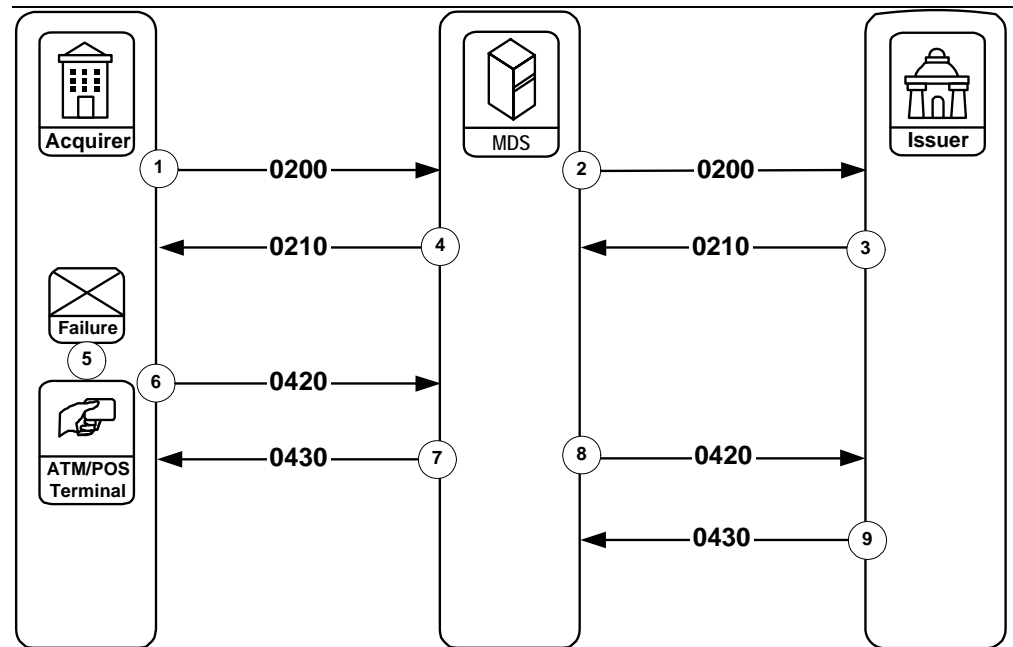 Acquirer
MDS
Issuer
1 0200 2 0200
0210 4 0210 3
Failure
5
6 0420
ATM/POS
Terminal
0430 7 8 0420
0430 9